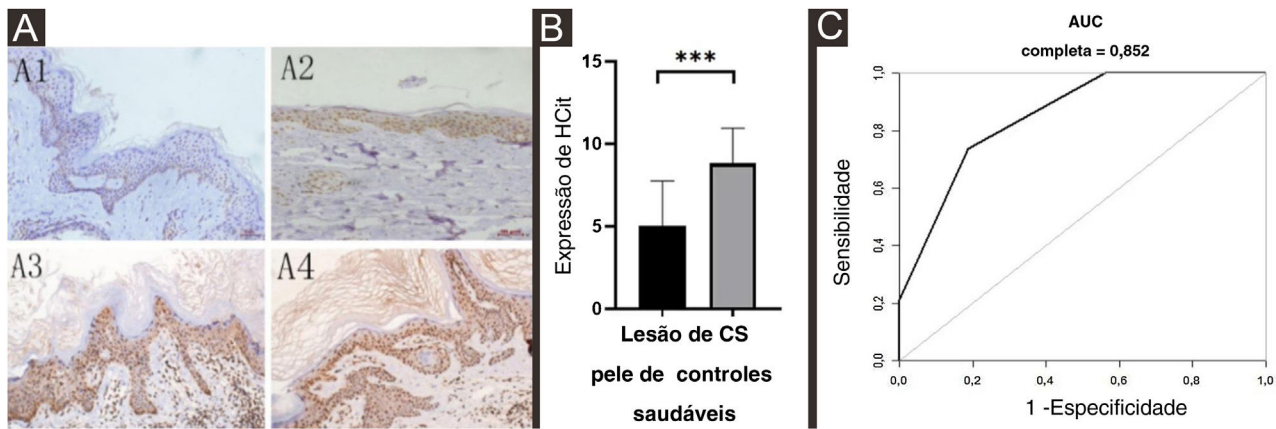 A
A1
A2
A3
A4
B
Expressão de HCit
15
10
5
0
***
Lesão de CS
pele de controles
saudáveis
C
AUC
completa = 0,852
Sensibilidade
1,0
0,8
0,6
0,4
0,2
0,0
0,0 0,2 0,4 0,6 0,8 1,0
1 -Especificidade